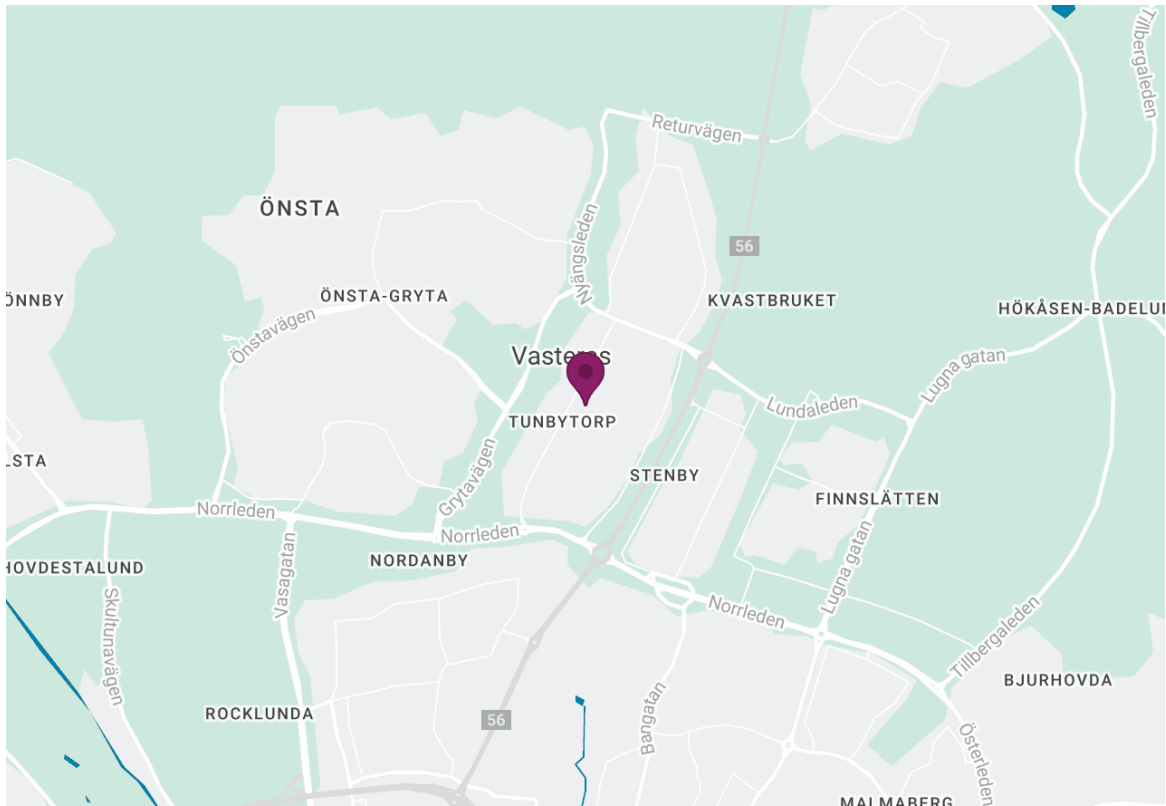 Tillbergaleden
Returvägen
ÖNSTA
Nyängsleden
56
ÖNNBY
ÖNSTA-GRYTA
KVASTBRUKET
HÖKÅSEN-BADELUN
Önstavägen
Vasteras
Lugna gatan
Lundaleden
TUNBYTORP
LSTA
Grytavägen
STENBY
FINNSLÄTTEN
Norrleden
Norrleden
HOVDESTALUND
NORDANBY
Vasagatan
Lugna gatan
Skultunavägen
Norrleden
Tillbergaleden
BJURHOVDA
ROCKLUNDA
56
Bangatan
Österleden
MALMABERG